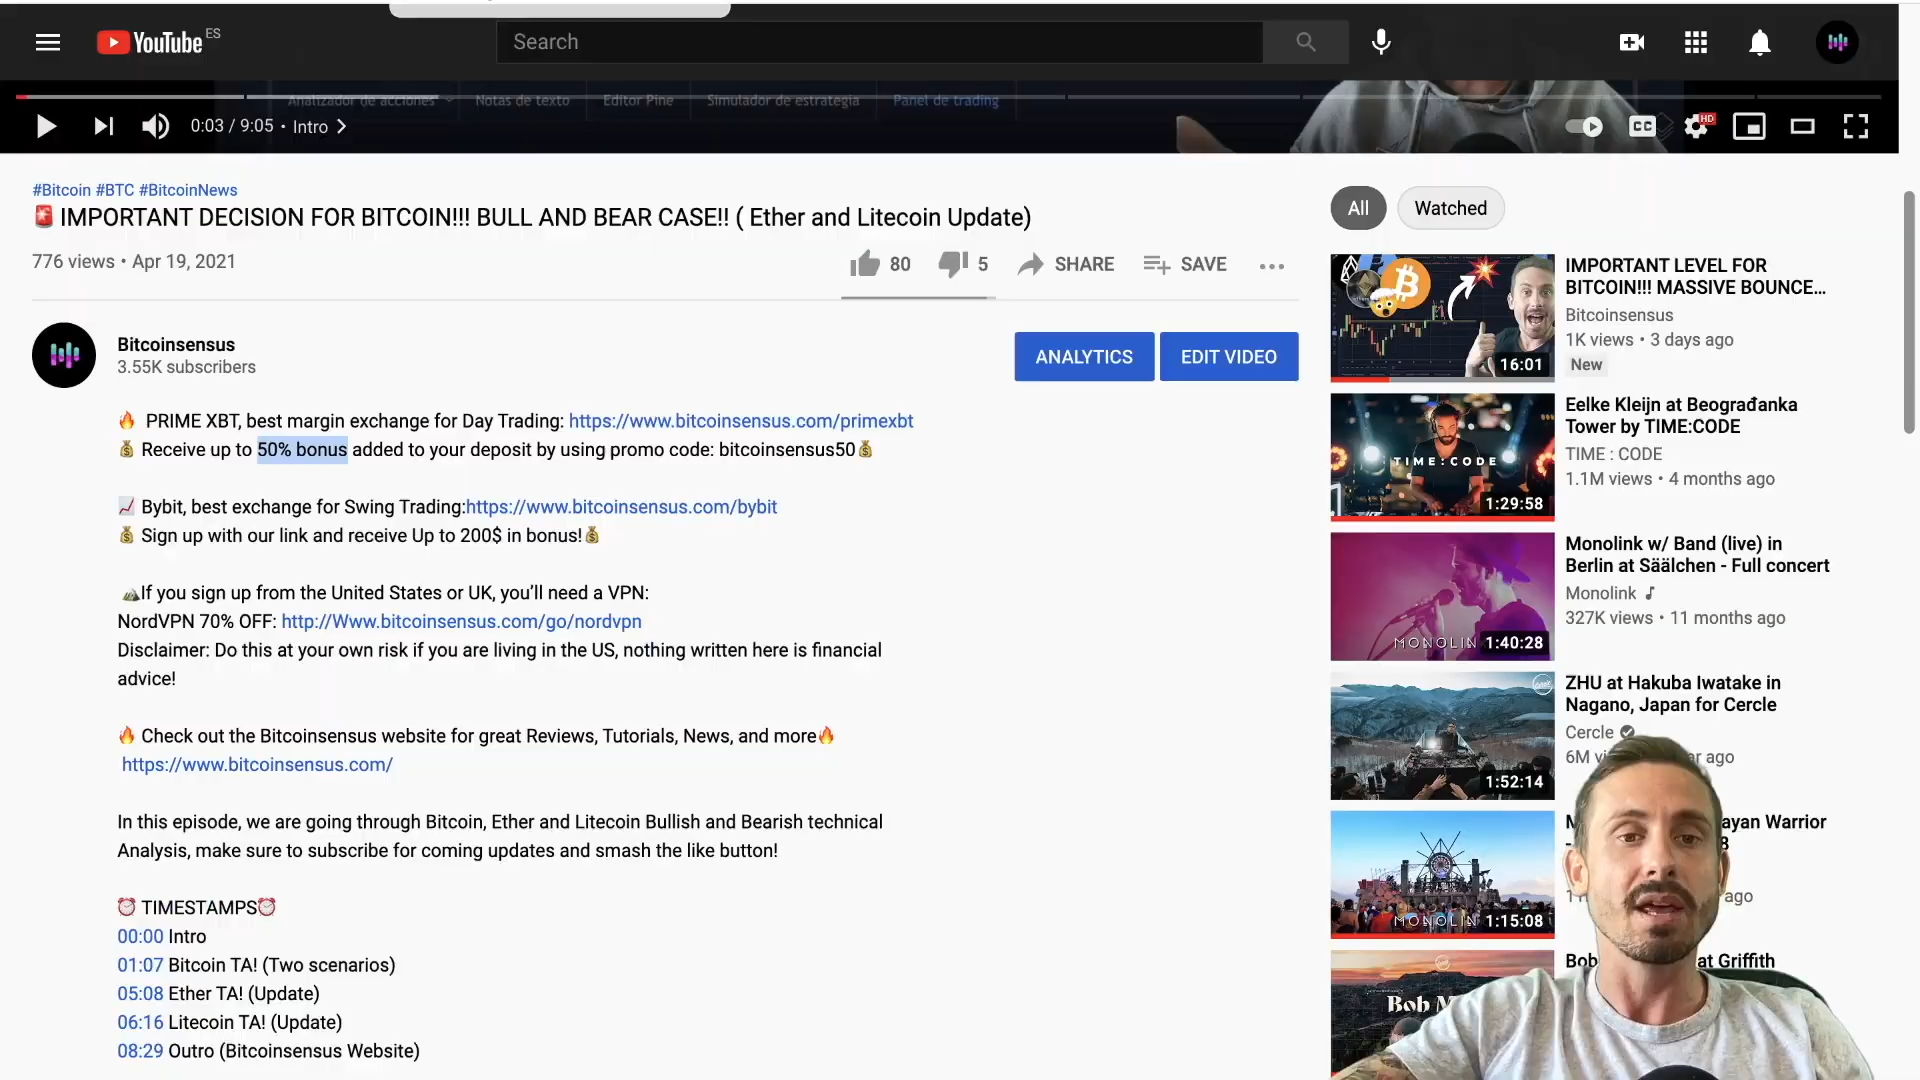 YouTube ES
Search
Analizador de acciones
Notas de texto
Editor Pine
Simulador de estrategia
Panel de trading
0:03 / 9:05 • Intro
CC
HD
#Bitcoin #BTC #BitcoinNews
🚨 IMPORTANT DECISION FOR BITCOIN!!! BULL AND BEAR CASE!! ( Ether and Litecoin Update)
776 views • Apr 19, 2021
80
5
SHARE
SAVE
Bitcoinsensus
3.55K subscribers
ANALYTICS
EDIT VIDEO
🔥 PRIME XBT, best margin exchange for Day Trading: https://www.bitcoinsensus.com/primexbt
💰 Receive up to 50% bonus added to your deposit by using promo code: bitcoinsensus50💰
📈 Bybit, best exchange for Swing Trading:https://www.bitcoinsensus.com/bybit
💰 Sign up with our link and receive Up to 200$ in bonus!💰
🏕️If you sign up from the United States or UK, you’ll need a VPN:
NordVPN 70% OFF: http://Www.bitcoinsensus.com/go/nordvpn
Disclaimer: Do this at your own risk if you are living in the US, nothing written here is financial
advice!
🔥 Check out the Bitcoinsensus website for great Reviews, Tutorials, News, and more🔥
https://www.bitcoinsensus.com/
In this episode, we are going through Bitcoin, Ether and Litecoin Bullish and Bearish technical
Analysis, make sure to subscribe for coming updates and smash the like button!
⏰ TIMESTAMPS⏰
00:00 Intro
01:07 Bitcoin TA! (Two scenarios)
05:08 Ether TA! (Update)
06:16 Litecoin TA! (Update)
08:29 Outro (Bitcoinsensus Website)
All
Watched
16:01
IMPORTANT LEVEL FOR
BITCOIN!!! MASSIVE BOUNCE...
Bitcoinsensus
1K views • 3 days ago
New
TIME:CODE
1:29:58
Eelke Kleijn at Beograđanka
Tower by TIME:CODE
TIME : CODE
1.1M views • 4 months ago
MONOLIN
1:40:28
Monolink w/ Band (live) in
Berlin at Säälchen - Full concert
Monolink
327K views • 11 months ago
1:52:14
ZHU at Hakuba Iwatake in
Nagano, Japan for Cercle
Cercle
6M
ago
MONOLIN
1:15:08
ayan Warrior
8
ago
Bob M
Bob
at Griffith